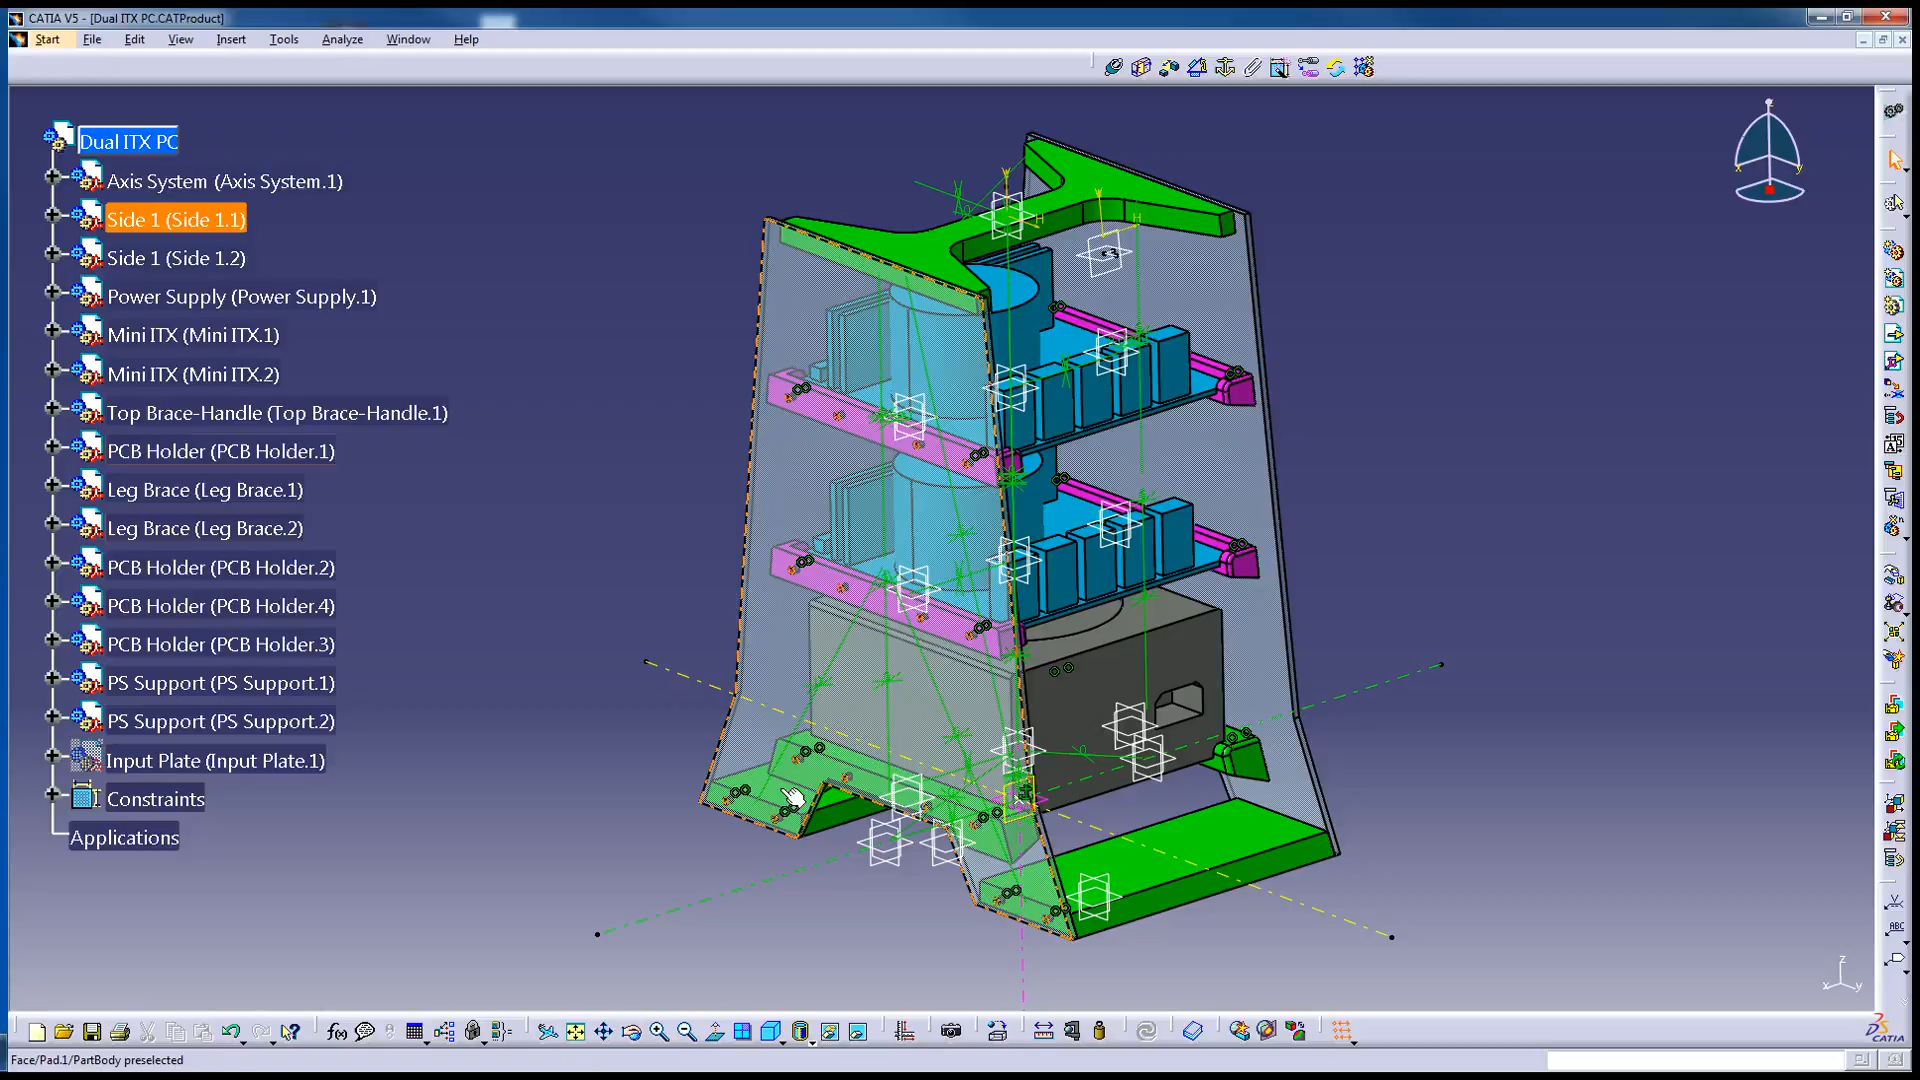 CATIA V5 - [Dual ITX PC.CATProduct]
Start File Edit View Insert Tools Analyze Window Help
Dual ITX PC
Axis System (Axis System.1)
Side 1 (Side 1.1)
Side 1 (Side 1.2)
Power Supply (Power Supply.1)
Mini ITX (Mini ITX.1)
Mini ITX (Mini ITX.2)
Top Brace-Handle (Top Brace-Handle.1)
PCB Holder (PCB Holder.1)
Leg Brace (Leg Brace.1)
Leg Brace (Leg Brace.2)
PCB Holder (PCB Holder.2)
PCB Holder (PCB Holder.4)
PCB Holder (PCB Holder.3)
PS Support (PS Support.1)
PS Support (PS Support.2)
Input Plate (Input Plate.1)
Constraints
Applications
Face/Pad.1/PartBody preselected